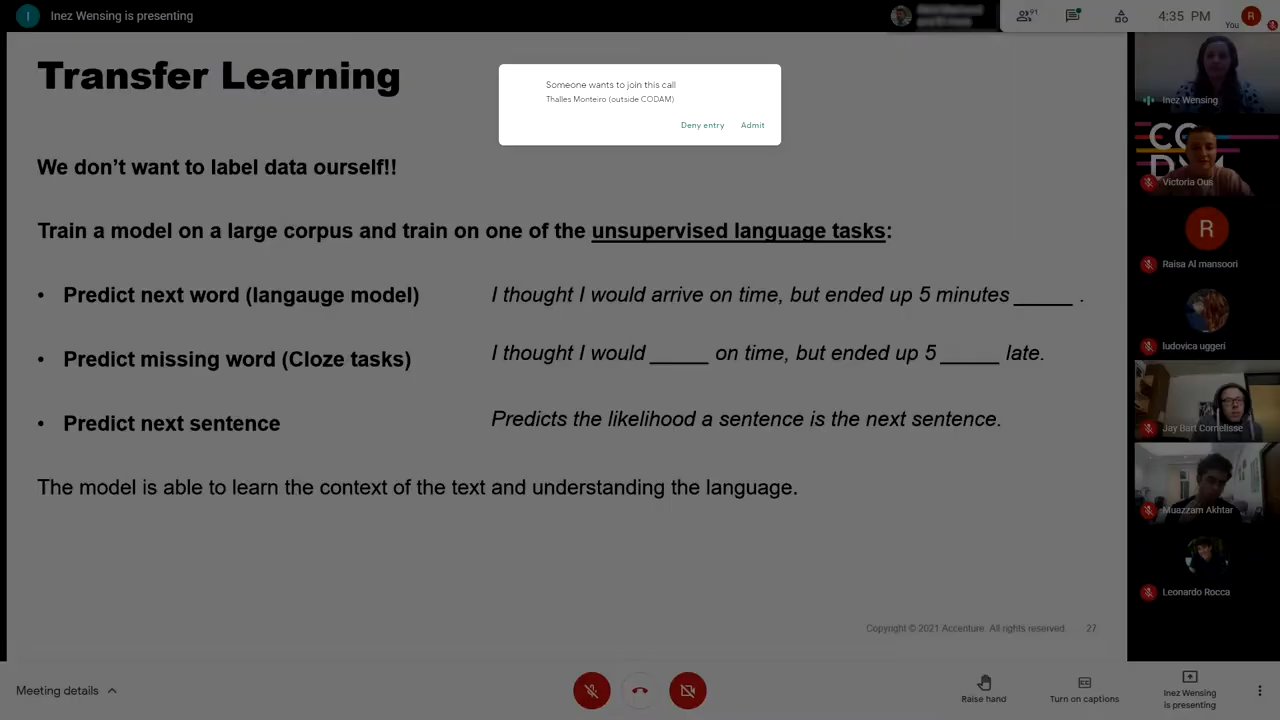 I
Inez Wensing is presenting
91
4:35 PM
You
R
Transfer Learning
Someone wants to join this call
Thalles Monteiro (outside CODAM)
Deny entry
Admit
We don't want to label data ourself!!
Train a model on a large corpus and train on one of the unsupervised language tasks:
• Predict next word (langauge model)
I thought I would arrive on time, but ended up 5 minutes _____ .
• Predict missing word (Cloze tasks)
I thought I would _____ on time, but ended up 5 _____ late.
• Predict next sentence
Predicts the likelihood a sentence is the next sentence.
The model is able to learn the context of the text and understanding the language.
Copyright © 2021 Accenture. All rights reserved. 27
Inez Wensing
CO
D M
Victoria Ous
R
Raisa Al mansoori
ludovica uggeri
Jay Bart Cornelisse
Muazzam Akhtar
Leonardo Rocca
Meeting details
Raise hand
CC
Turn on captions
Inez Wensing
is presenting